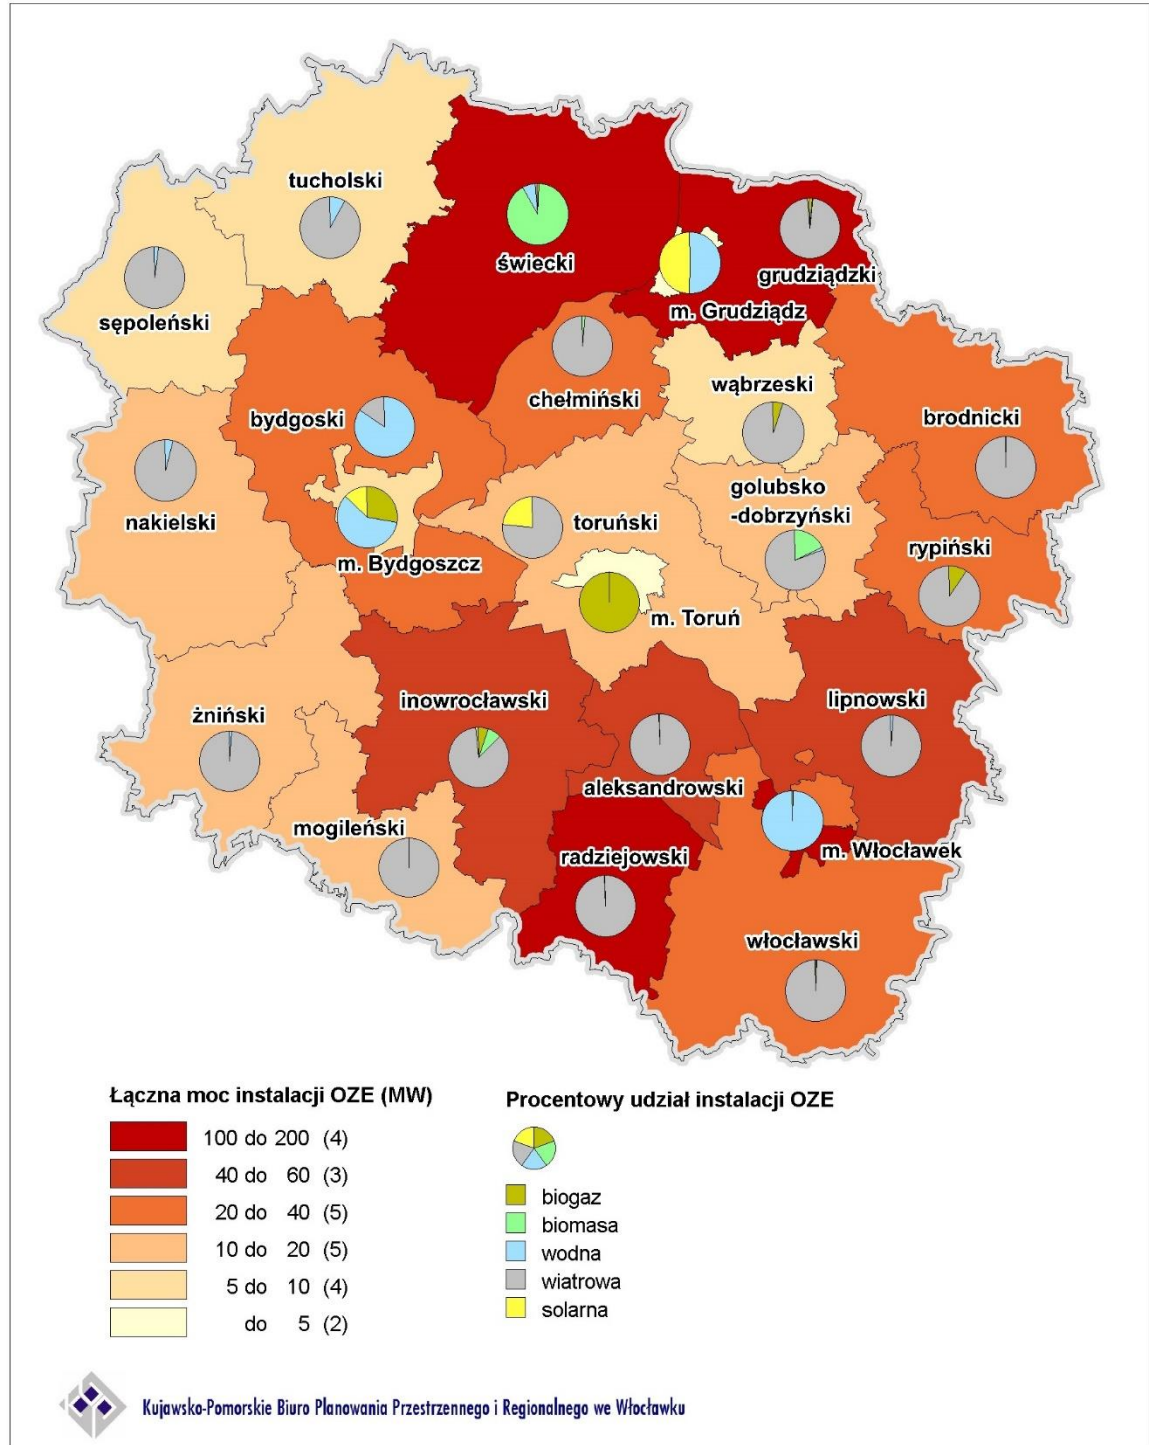 tucholski
świecki
grudziądzki
sępoleński
m. Grudziądz
wąbrzeski
chełmiński
bydgoski
brodnicki
nakielski
golubsko
-dobrzyński
toruński
rypiński
m. Bydgoszcz
m. Toruń
inowrocławski
lipnowski
żniński
aleksandrowski
mogileński
m. Włocławek
radziejowski
włocławski
Łączna moc instalacji OZE (MW)
100 do 200 (4)
40 do 60 (3)
20 do 40 (5)
10 do 20 (5)
5 do 10 (4)
do 5 (2)
Procentowy udział instalacji OZE
biogaz
biomasa
wodna
wiatrowa
solarna
Kujawsko-Pomorskie Biuro Planowania Przestrzennego i Regionalnego we Włocławku